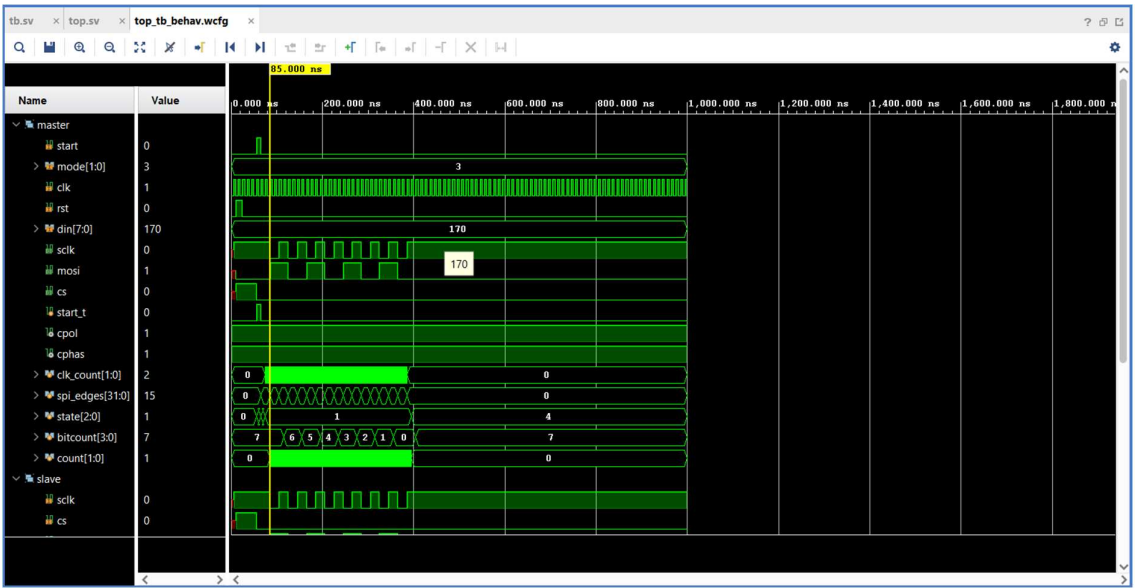 tb.sv × top.sv × top_tb_behav.wcfg ×
85.000 ns
Name Value 0.000 ns 200.000 ns 400.000 ns 600.000 ns 800.000 ns 1,000.000 ns 1,200.000 ns 1,400.000 ns 1,600.000 ns 1,800.000 n
master
start 0
mode[1:0] 3 3
clk 1
rst 0
din[7:0] 170 170
sclk 0
mosi 1 170
cs 0
start_t 0
cpol 1
cphas 1
clk_count[1:0] 2 0 0
spi_edges[31:0] 15 0 0
state[2:0] 1 0 1 4
bitcount[3:0] 7 7 6 5 4 3 2 1 0 7
count[1:0] 1 0 0
slave
sclk 0
cs 0